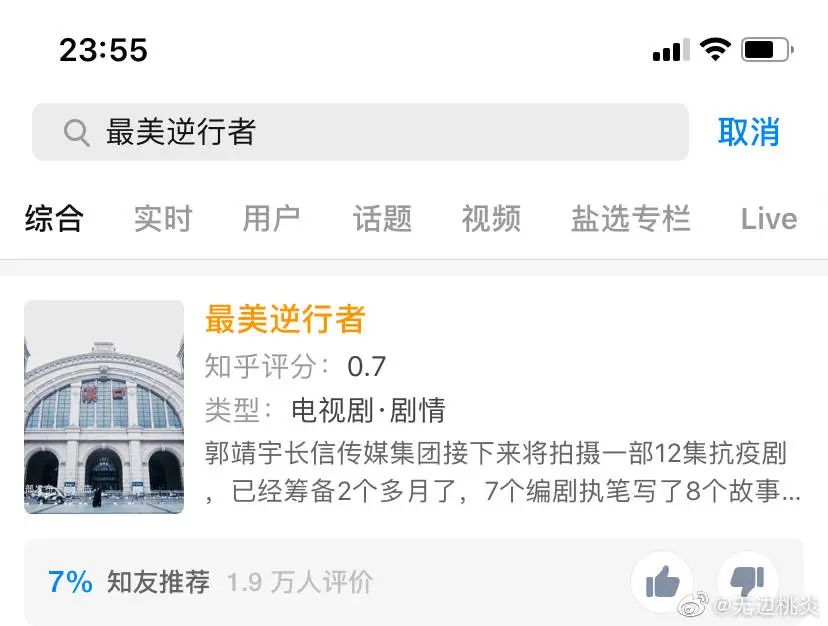 23:55
最美逆行者 取消
综合 实时 用户 话题 视频 盐选专栏 Live
最美逆行者
知乎评分：0.7
类型：电视剧·剧情
郭靖宇长信传媒集团接下来将拍摄一部12集抗疫剧
，已经筹备2个多月了，7个编剧执笔写了8个故事...
漢口
7% 知友推荐 1.9 万人评价
@无边桃炎